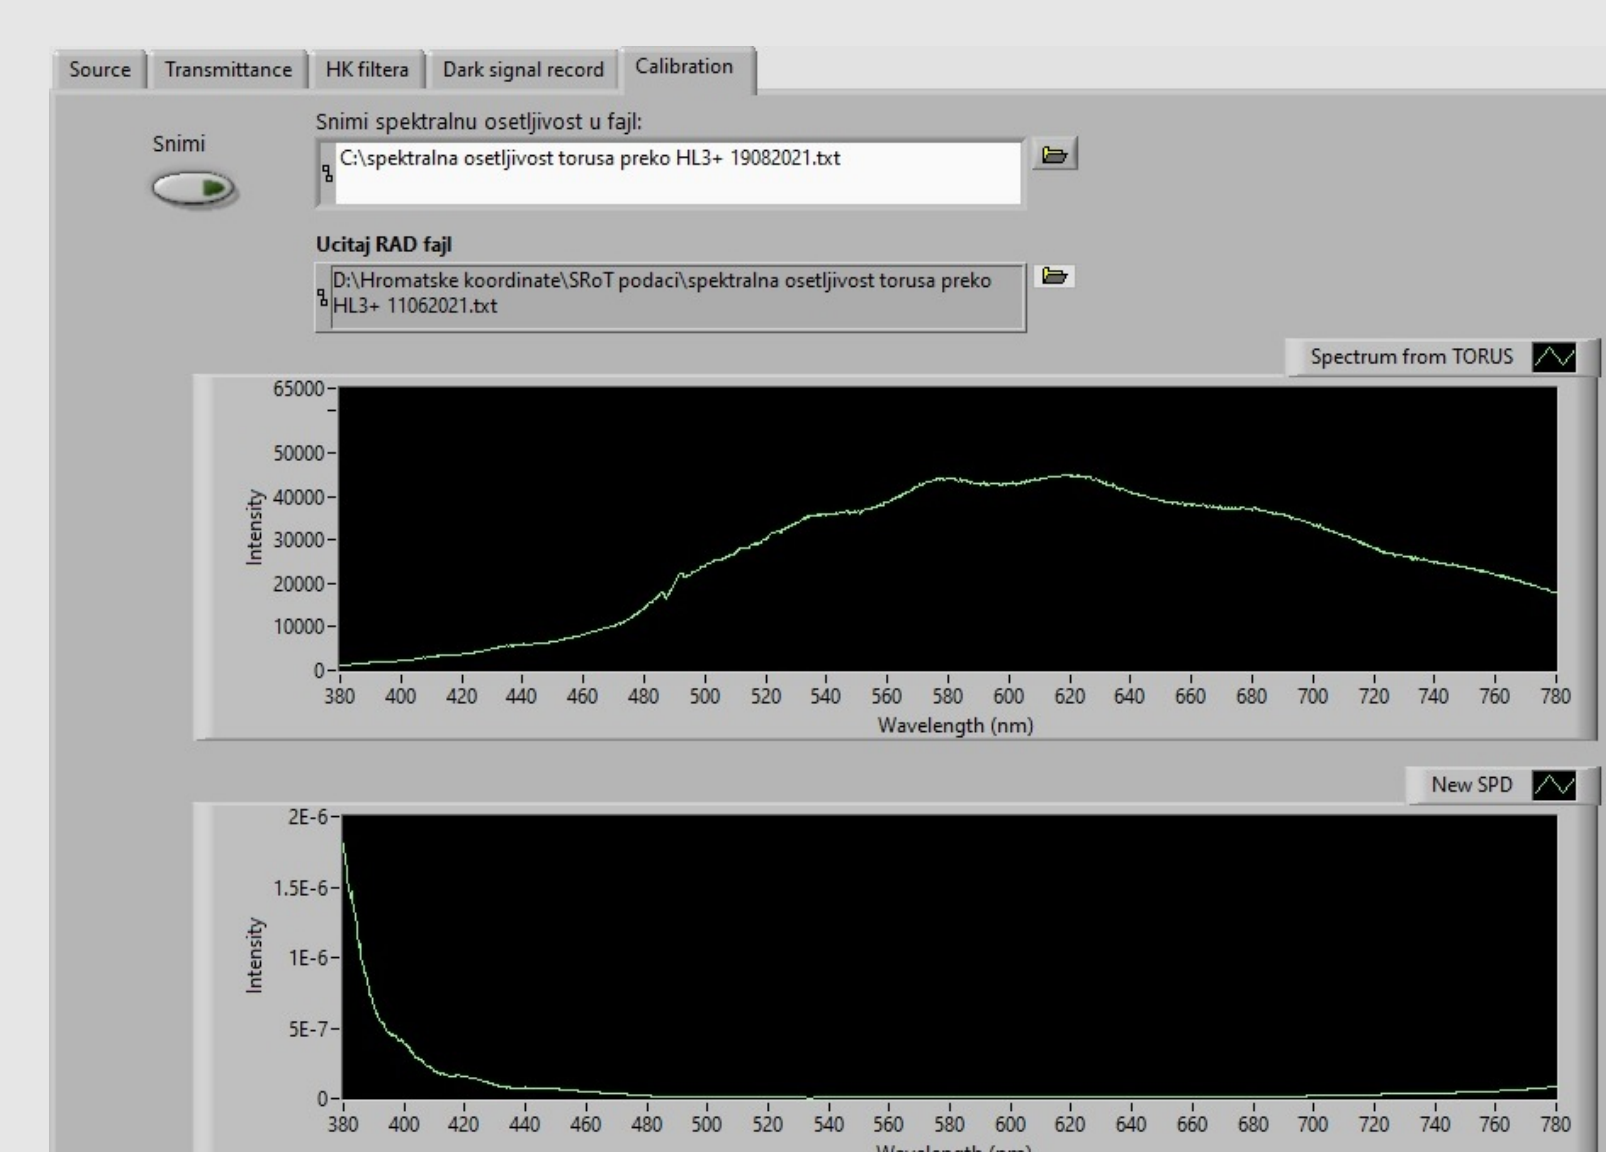 Source Transmittance HK filtera Dark signal record Calibration
Snimi
Snimi spektralnu osetljivost u fajl:
C:\spektralna osetljivost torusa preko HL3+ 19082021.txt
Ucitaj RAD fajl
D:\Hromatske koordinate\SRoT podaci\spektralna osetljivost torusa preko
HL3+ 11062021.txt
Spectrum from TORUS
65000
50000
40000
30000
20000
10000
0
Intensity
380 400 420 440 460 480 500 520 540 560 580 600 620 640 660 680 700 720 740 760 780
Wavelength (nm)
New SPD
2E-6
1.5E-6
1E-6
5E-7
0
Intensity
380 400 420 440 460 480 500 520 540 560 580 600 620 640 660 680 700 720 740 760 780
Wavelength (nm)